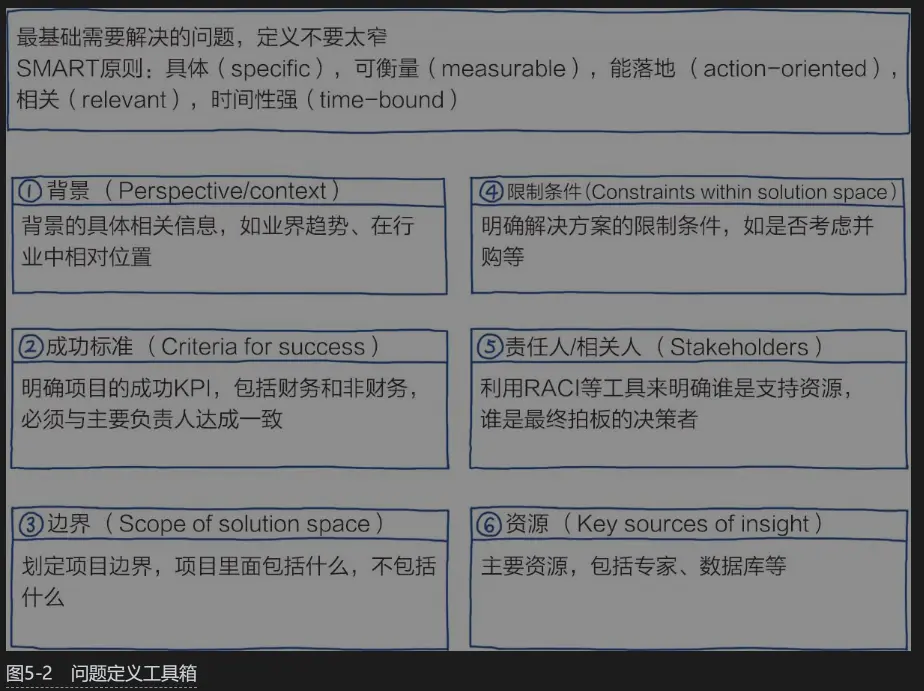 最基础需要解决的问题，定义不要太窄
SMART原则：具体（specific），可衡量（measurable），能落地（action-oriented），
相关（relevant），时间性强（time-bound）
①背景（Perspective/context）
背景的具体相关信息，如业界趋势、在行
业中相对位置
②成功标准（Criteria for success）
明确项目的成功KPI，包括财务和非财务，
必须与主要负责人达成一致
③边界（Scope of solution space）
划定项目边界，项目里面包括什么，不包括
什么
④限制条件(Constraints within solution space)
明确解决方案的限制条件，如是否考虑并
购等
⑤责任人/相关人（Stakeholders）
利用RACI等工具来明确谁是支持资源，
谁是最终拍板的决策者
⑥资源（Key sources of insight）
主要资源，包括专家、数据库等
图5-2 问题定义工具箱